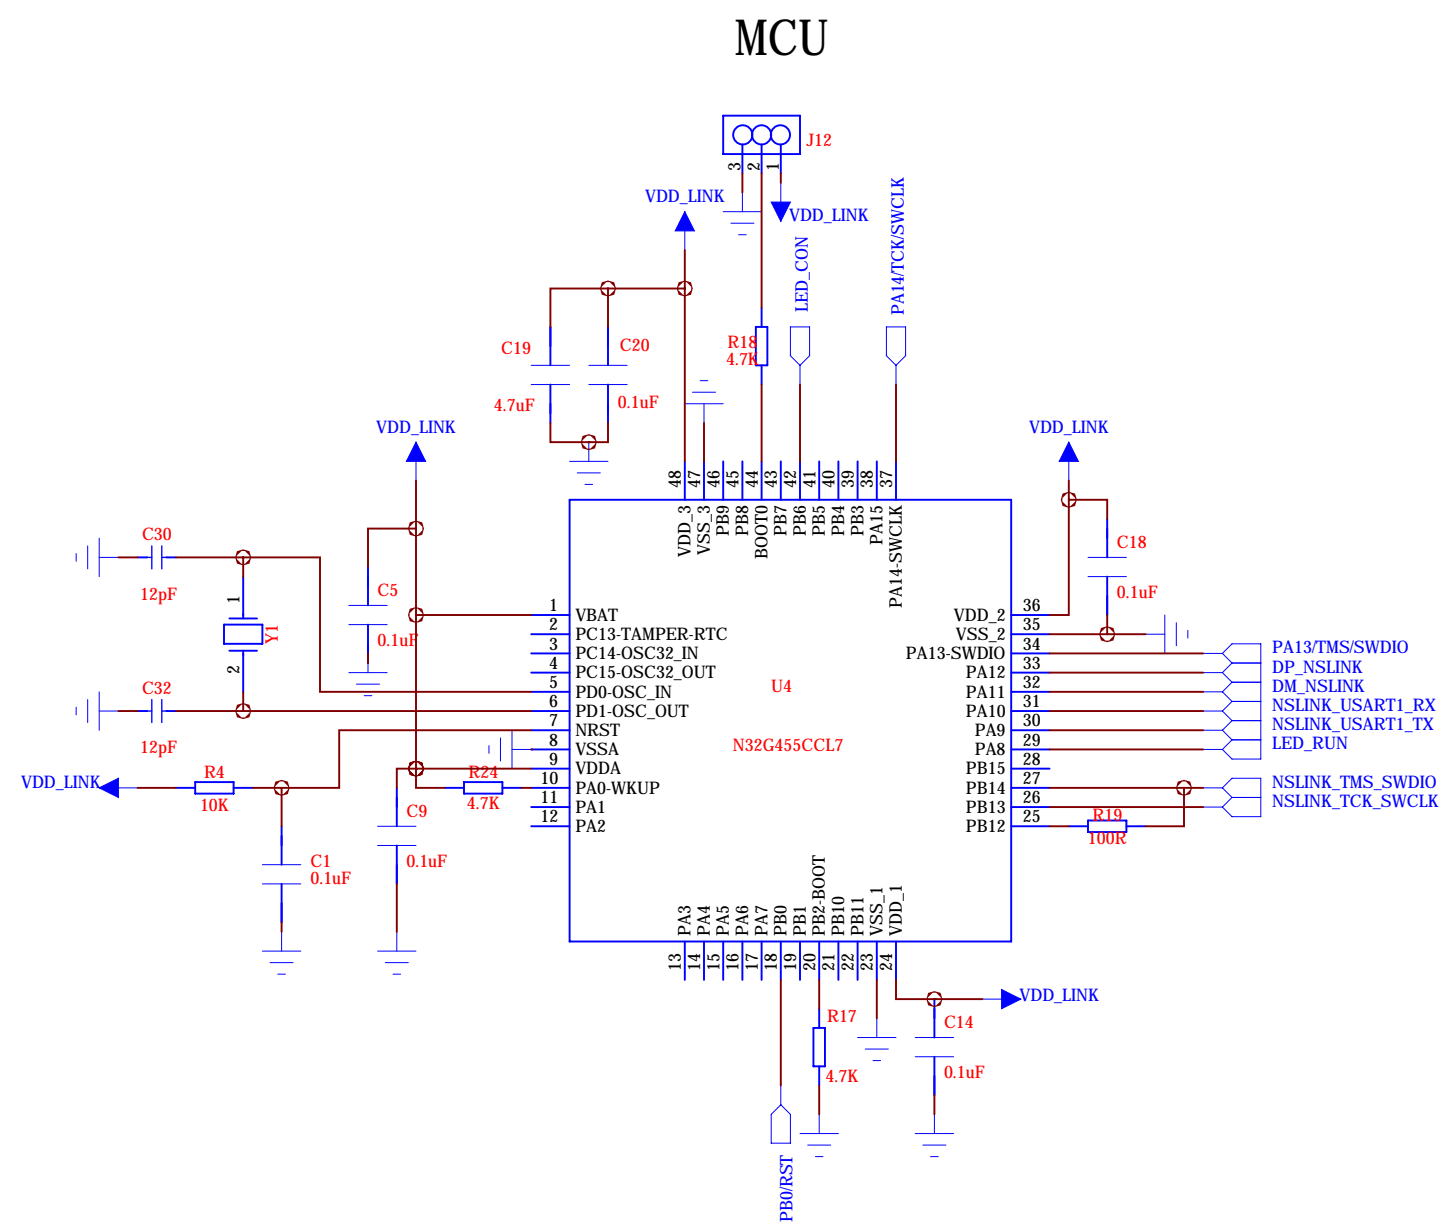 MCU
J12
3
2
1
VDD_LINK
VDD_LINK
LED_CON
PA14/TCK/SWCLK
C19
4.7uF
C20
0.1uF
R18
4.7K
VDD_LINK
VDD_LINK
48
47
46
45
44
43
42
41
40
39
38
37
VDD_3
VSS_3
PB9
PB8
BOOT0
PB7
PB6
PB5
PB4
PB3
PA15
PA14-SWCLK
C30
12pF
C5
0.1uF
C18
0.1uF
1
Y1
2
C32
12pF
1 VBAT
2 PC13-TAMPER-RTC
3 PC14-OSC32_IN
4 PC15-OSC32_OUT
5 PD0-OSC_IN
6 PD1-OSC_OUT
7 NRST
8 VSSA
9 VDDA
10 PA0-WKUP
11 PA1
12 PA2
U4
N32G455CCL7
VDD_2 36
VSS_2 35
PA13-SWDIO 34
PA12 33
PA11 32
PA10 31
PA9 30
PA8 29
PB15 28
PB14 27
PB13 26
PB12 25
PA13/TMS/SWDIO
DP_NSLINK
DM_NSLINK
NSLINK_USART1_RX
NSLINK_USART1_TX
LED_RUN
NSLINK_TMS_SWDIO
NSLINK_TCK_SWCLK
R19
100R
VDD_LINK
R4
10K
R24
4.7K
C9
0.1uF
C1
0.1uF
PA3
PA4
PA5
PA6
PA7
PB0
PB1
PB2-BOOT
PB10
PB11
VSS_1
VDD_1
13
14
15
16
17
18
19
20
21
22
23
24
VDD_LINK
R17
4.7K
C14
0.1uF
PB0/RST